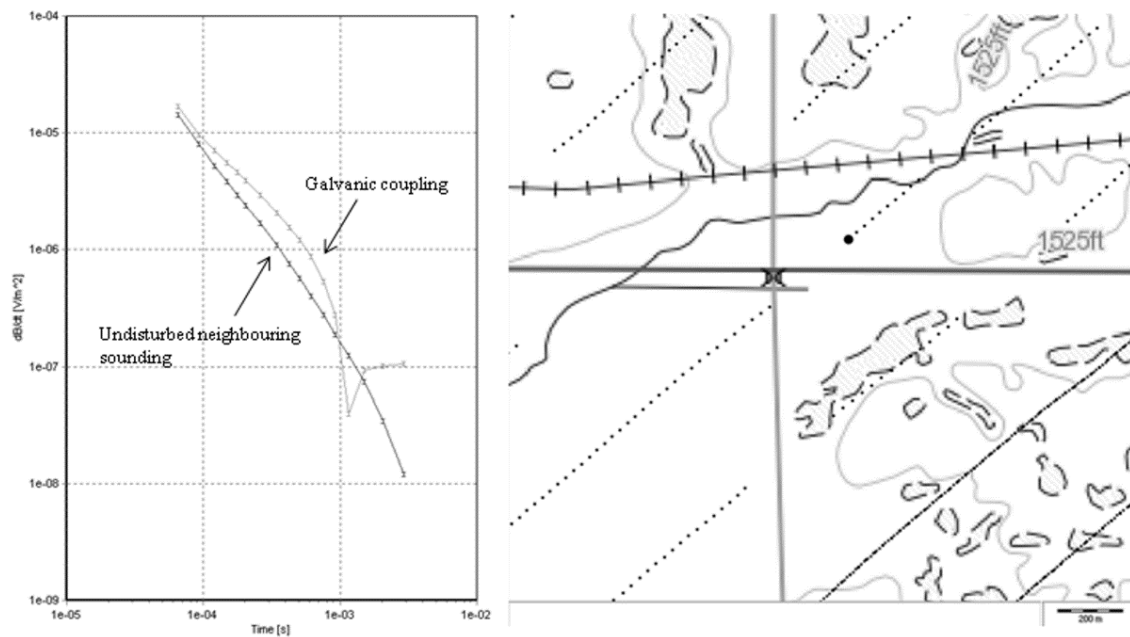 1e-04
1e-05
1e-06
1e-07
1e-08
1e-09
dB/dt [V/m^2]
Galvanic coupling
Undisturbed neighbouring
sounding
1e-05
1e-04
1e-03
1e-02
Time [s]
1525ft
1525ft
200 m